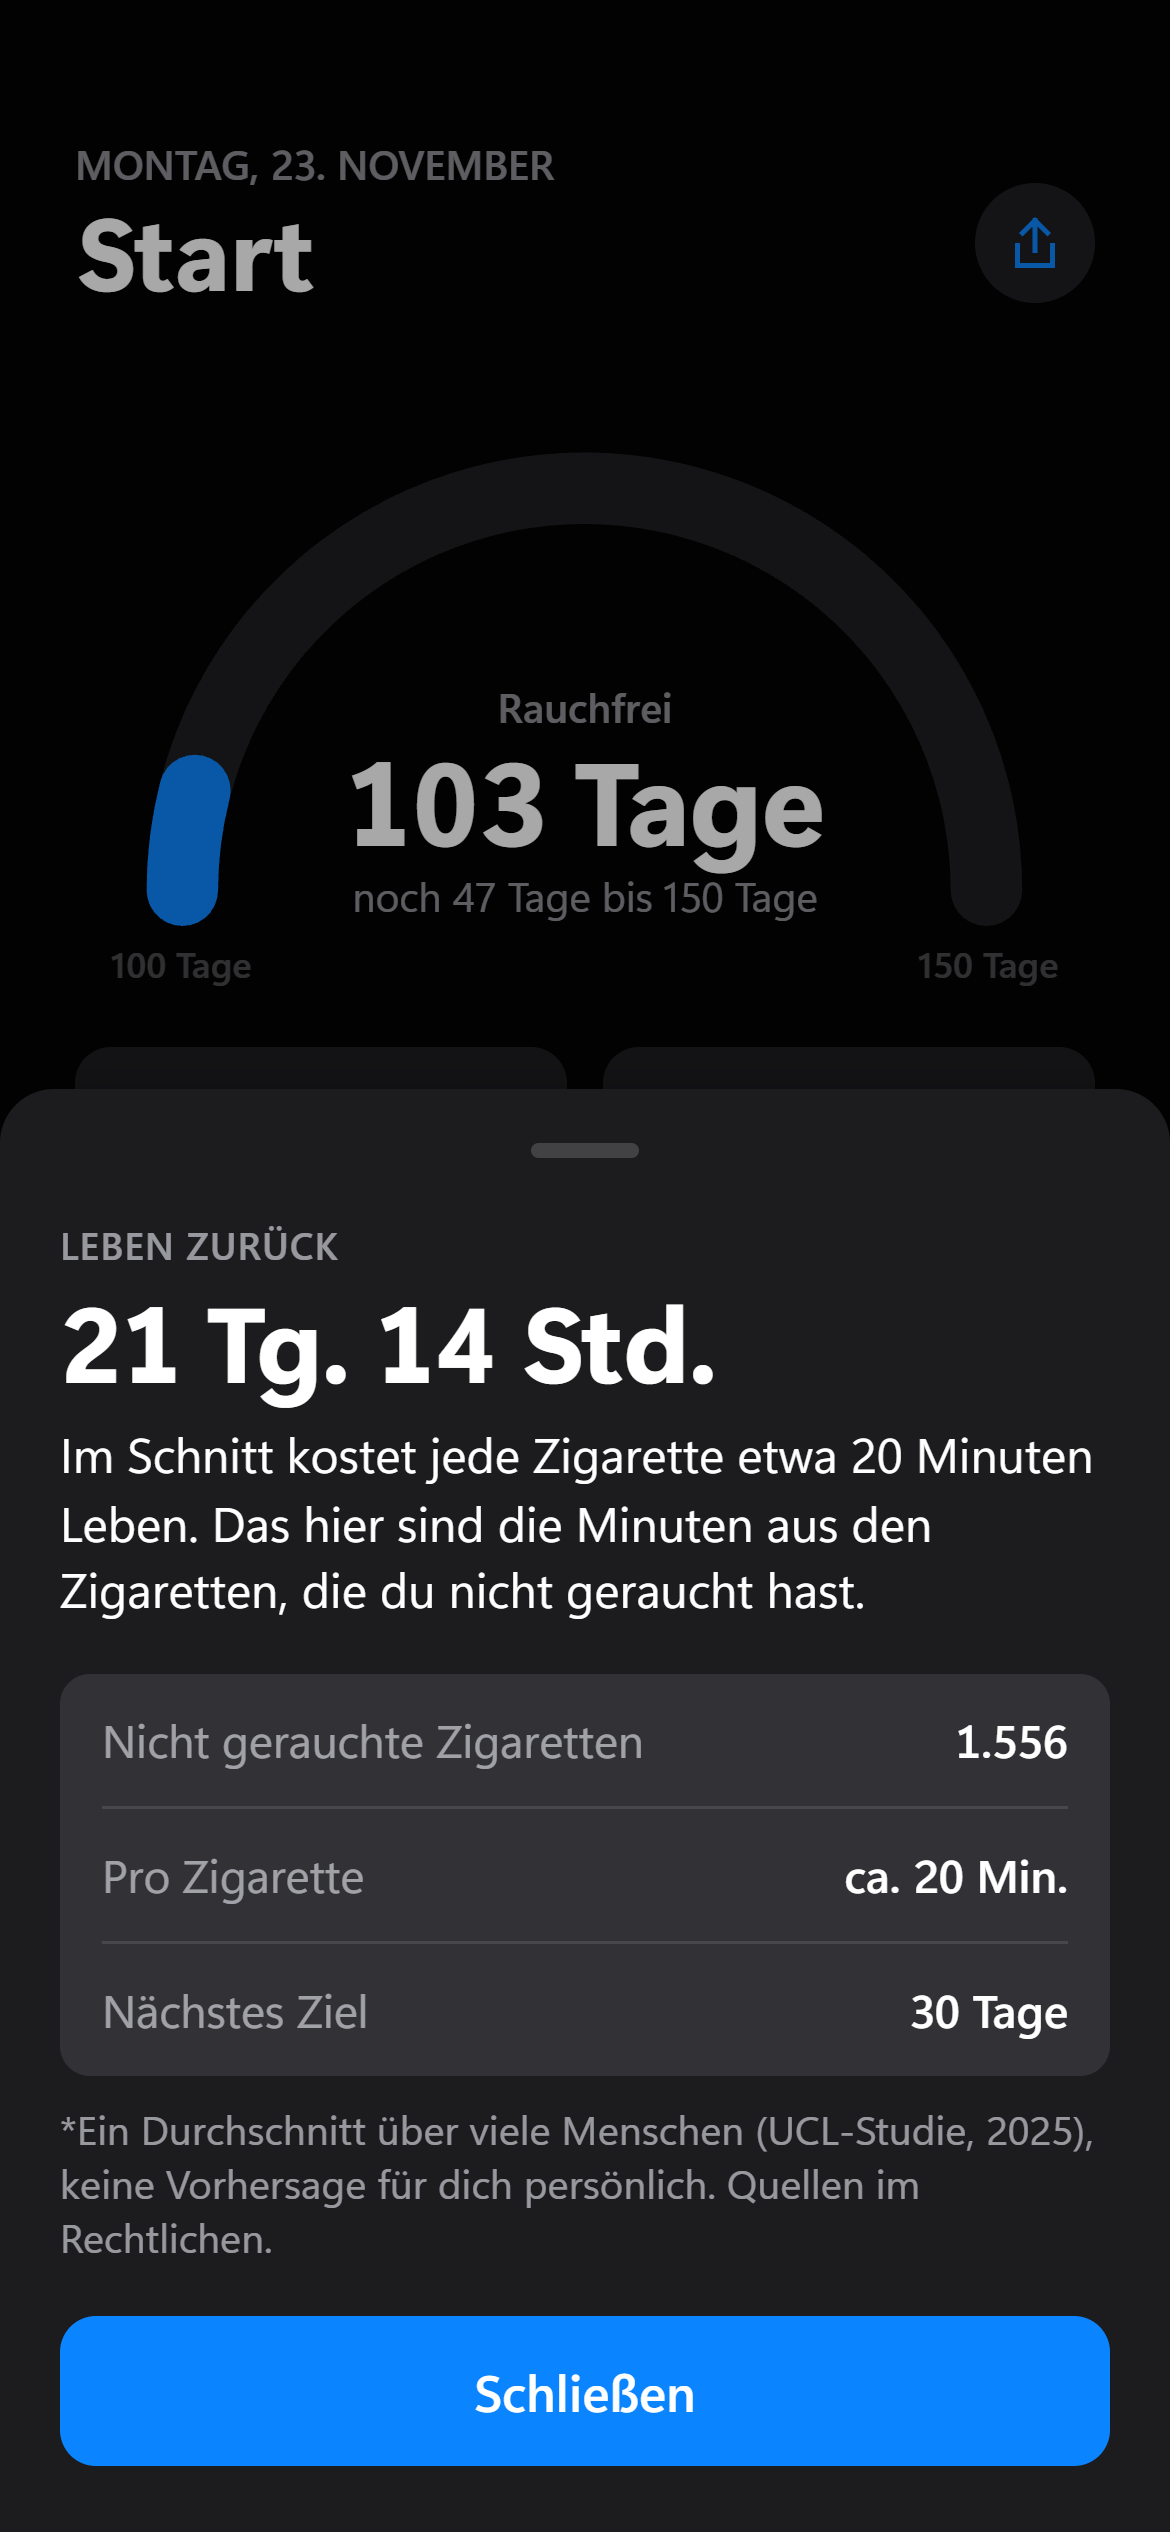 MONTAG, 23. NOVEMBER
Start
Rauchfrei
103 Tage
noch 47 Tage bis 150 Tage
100 Tage
150 Tage
LEBEN ZURÜCK
21 Tg. 14 Std.
Im Schnitt kostet jede Zigarette etwa 20 Minuten
Leben. Das hier sind die Minuten aus den
Zigaretten, die du nicht geraucht hast.
Nicht gerauchte Zigaretten 1.556
Pro Zigarette ca. 20 Min.
Nächstes Ziel 30 Tage
*Ein Durchschnitt über viele Menschen (UCL-Studie, 2025),
keine Vorhersage für dich persönlich. Quellen im
Rechtlichen.
Schließen